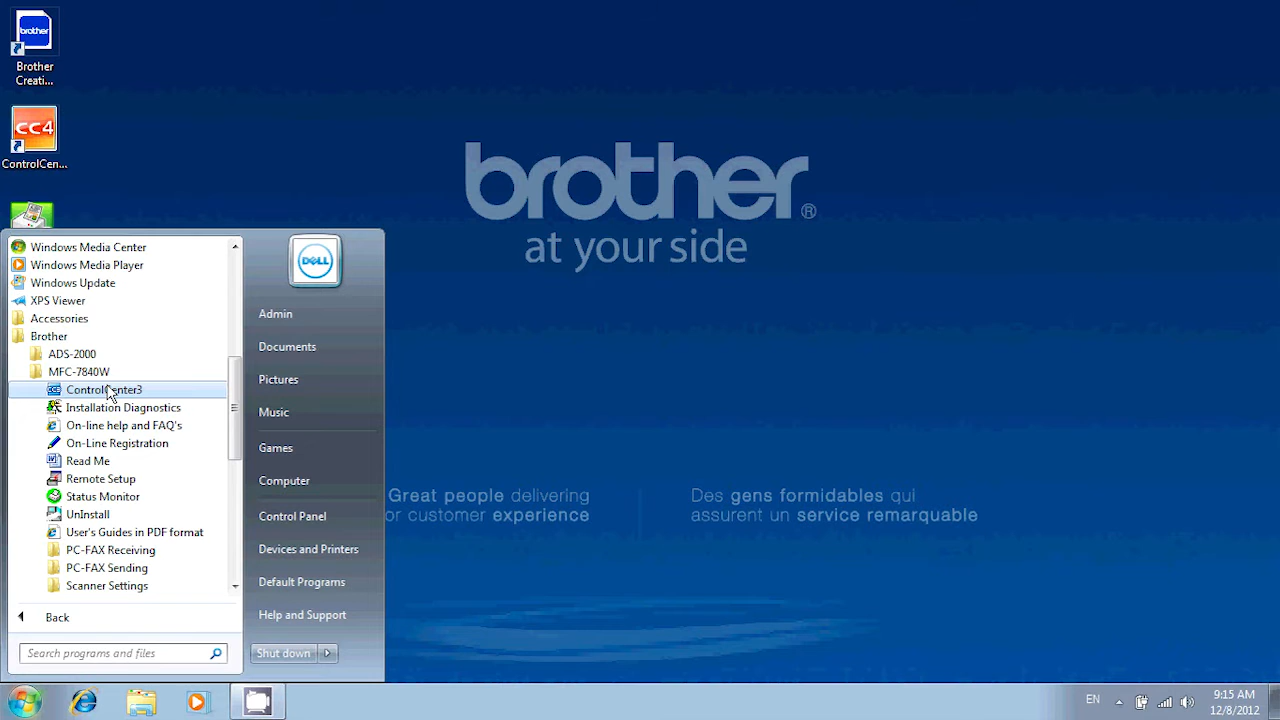 brother
Brother
Creati...
CC4
ControlCen...
brother®
at your side
Great people delivering
or customer experience
Des gens formidables qui
assurent un service remarquable
Windows Media Center
Windows Media Player
Windows Update
XPS Viewer
Accessories
Brother
ADS-2000
MFC-7840W
ControlCenter3
Installation Diagnostics
On-line help and FAQ's
On-Line Registration
Read Me
Remote Setup
Status Monitor
UnInstall
User's Guides in PDF format
PC-FAX Receiving
PC-FAX Sending
Scanner Settings
Back
Search programs and files
DELL
Admin
Documents
Pictures
Music
Games
Computer
Control Panel
Devices and Printers
Default Programs
Help and Support
Shut down
EN
9:15 AM
12/8/2012